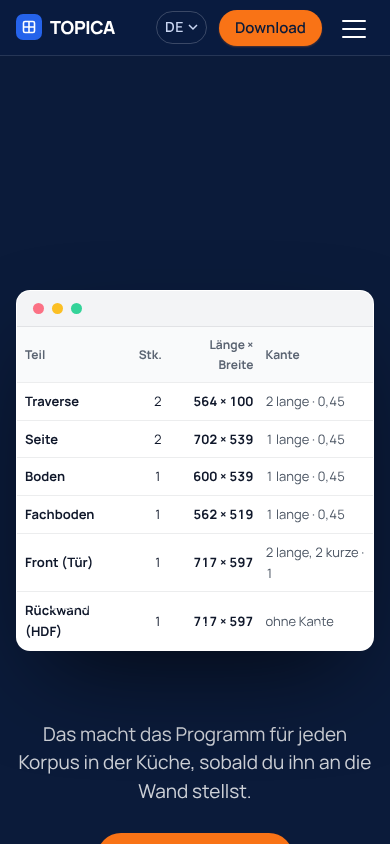 TOPICA DE Download
Teil Stk. Länge × Breite Kante
Traverse 2 564 × 100 2 lange · 0,45
Seite 2 702 × 539 1 lange · 0,45
Boden 1 600 × 539 1 lange · 0,45
Fachboden 1 562 × 519 1 lange · 0,45
Front (Tür) 1 717 × 597 2 lange, 2 kurze · 1
Rückwand (HDF) 1 717 × 597 ohne Kante
Das macht das Programm für jeden
Korpus in der Küche, sobald du ihn an die
Wand stellst.